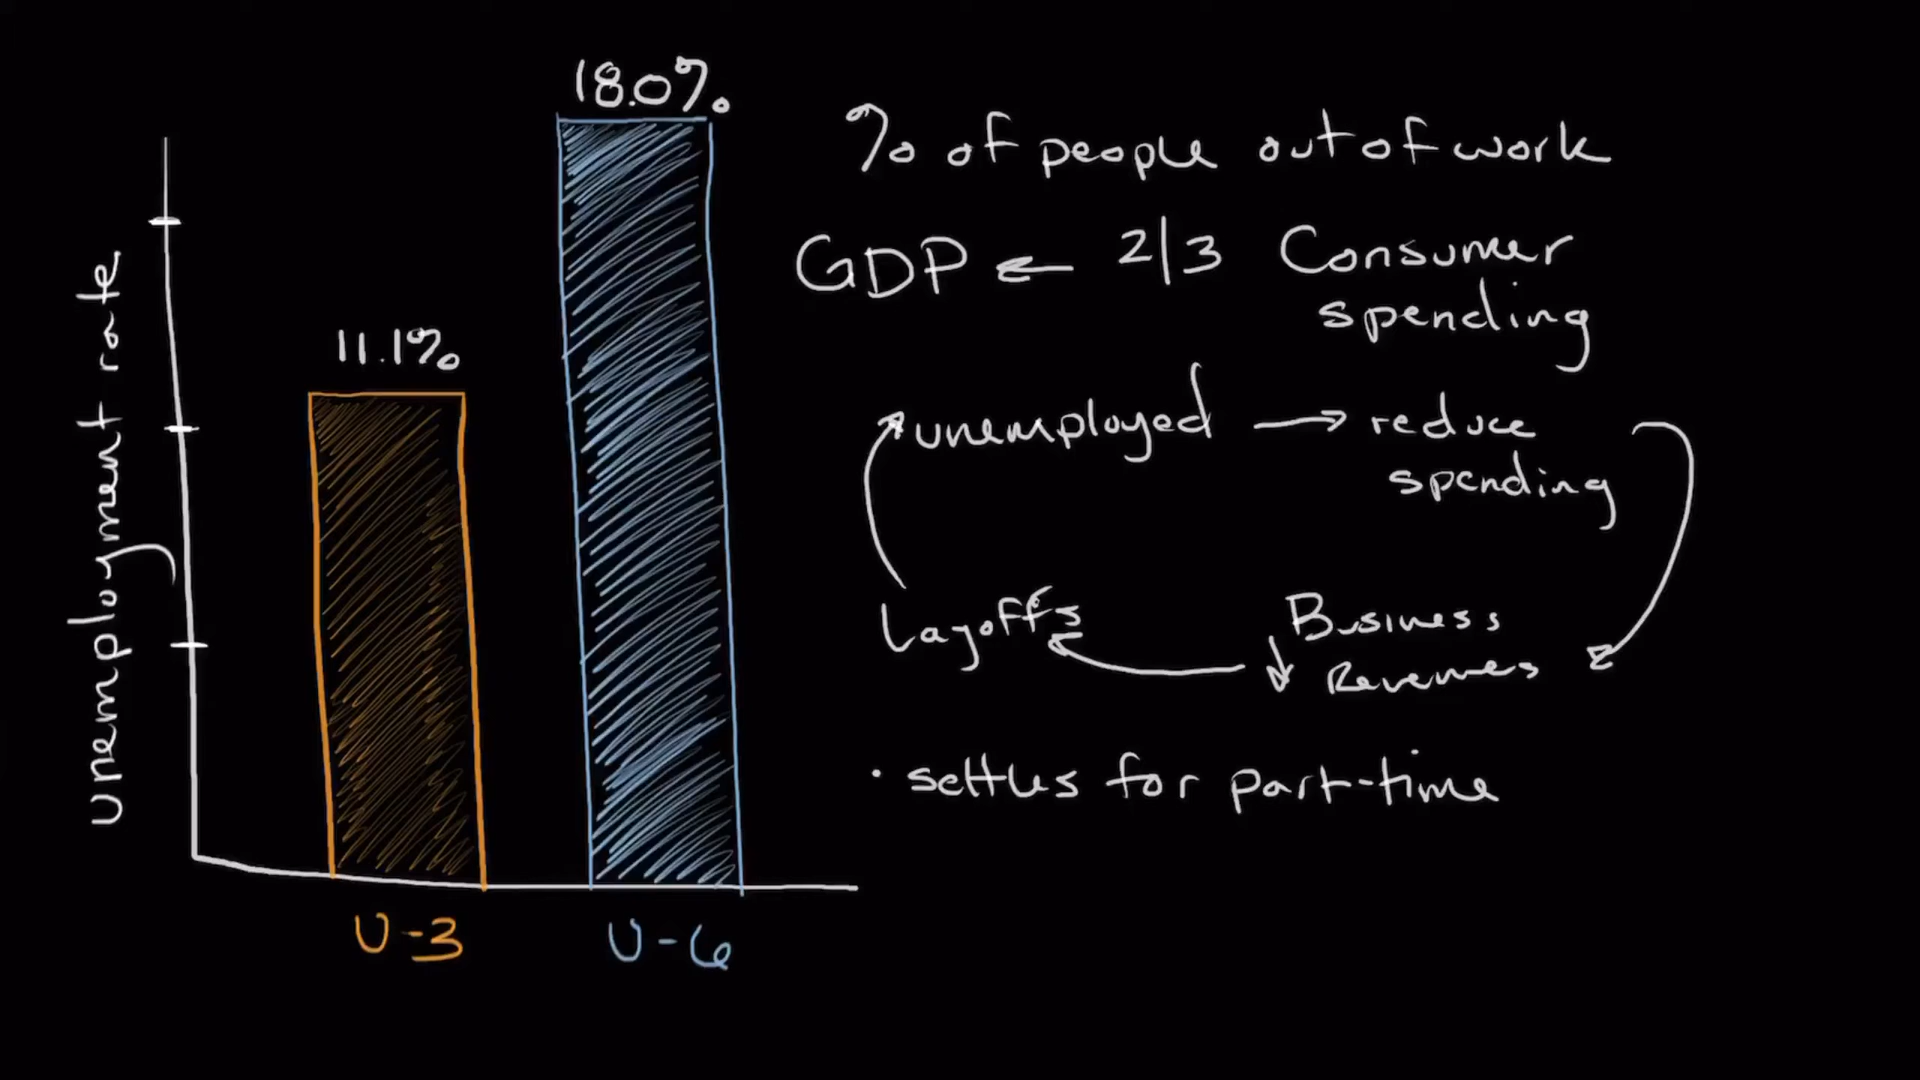 Unemployment rate
11.1%
18.0%
U-3
U-6
% of people out of work
GDP ← 2/3 Consumer
spending
unemployed → reduce
spending
Layoffs
↓ Business
Revenues
· settles for part-time